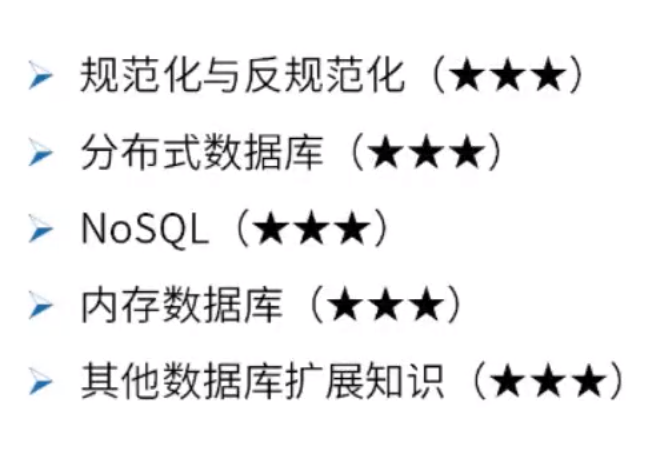 规范化与反规范化（★★★）
分布式数据库（★★★）
NoSQL（★★★）
内存数据库（★★★）
其他数据库扩展知识（★★★）